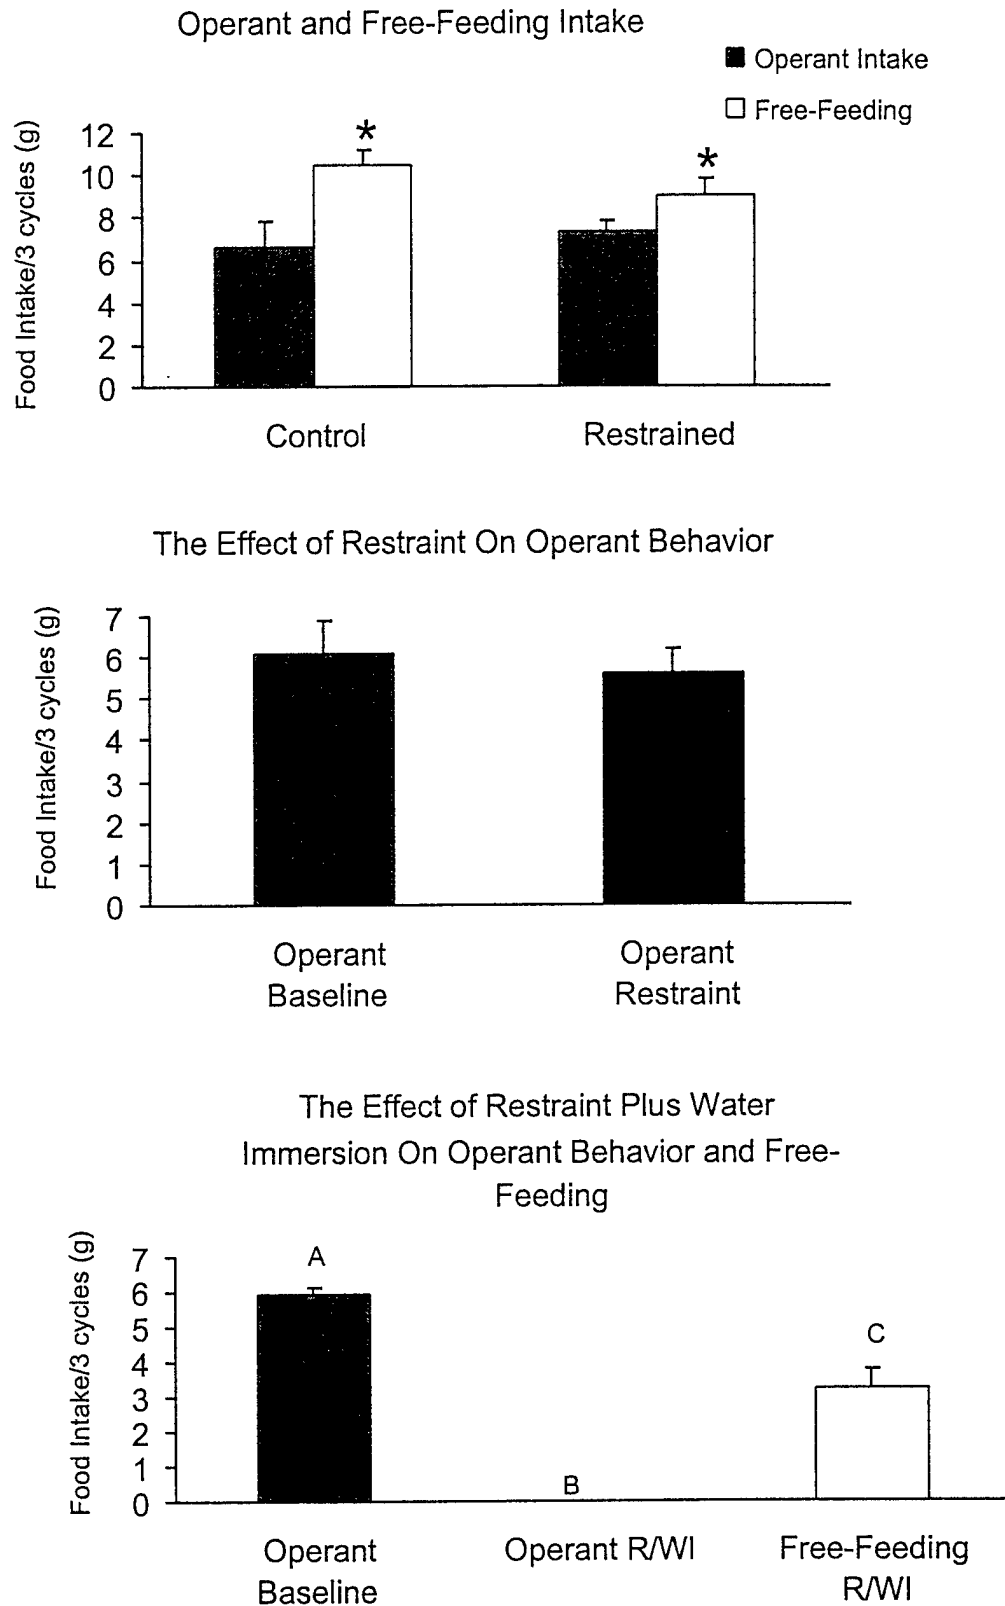 Operant and Free-Feeding Intake
Operant Intake
Free-Feeding
Food Intake/3 cycles (g)
12
10
8
6
4
2
0
*
*
Control
Restrained
The Effect of Restraint On Operant Behavior
Food Intake/3 cycles (g)
7
6
5
4
3
2
1
0
Operant
Baseline
Operant
Restraint
The Effect of Restraint Plus Water
Immersion On Operant Behavior and Free-
Feeding
Food Intake/3 cycles (g)
7
6
5
4
3
2
1
0
A
B
C
Operant
Baseline
Operant R/WI
Free-Feeding
R/WI